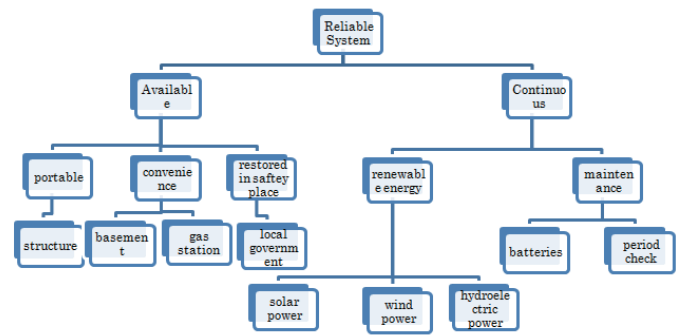 Reliable
System
Availabl
e
Continuo
us
portable
convenie
nce
restored
in saftey
place
renewabl
e energy
mainten
ance
structure
basemen
t
gas
station
local
governm
ent
batteries
period
check
solar
power
wind
power
hydroele
ctric
power